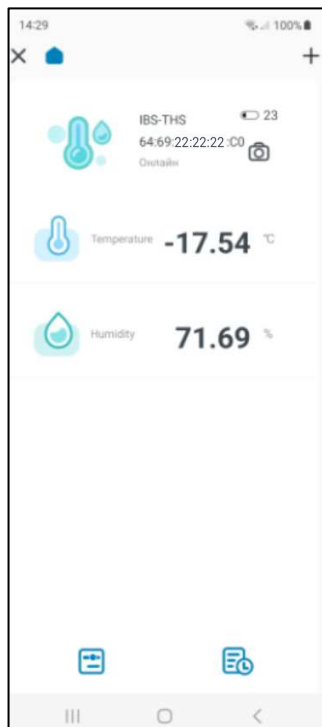 14:29 100%
IBS-THS 23
64:69:22:22:22:C0
Онлайн
Temperature -17.54 °C
Humidity 71.69 %